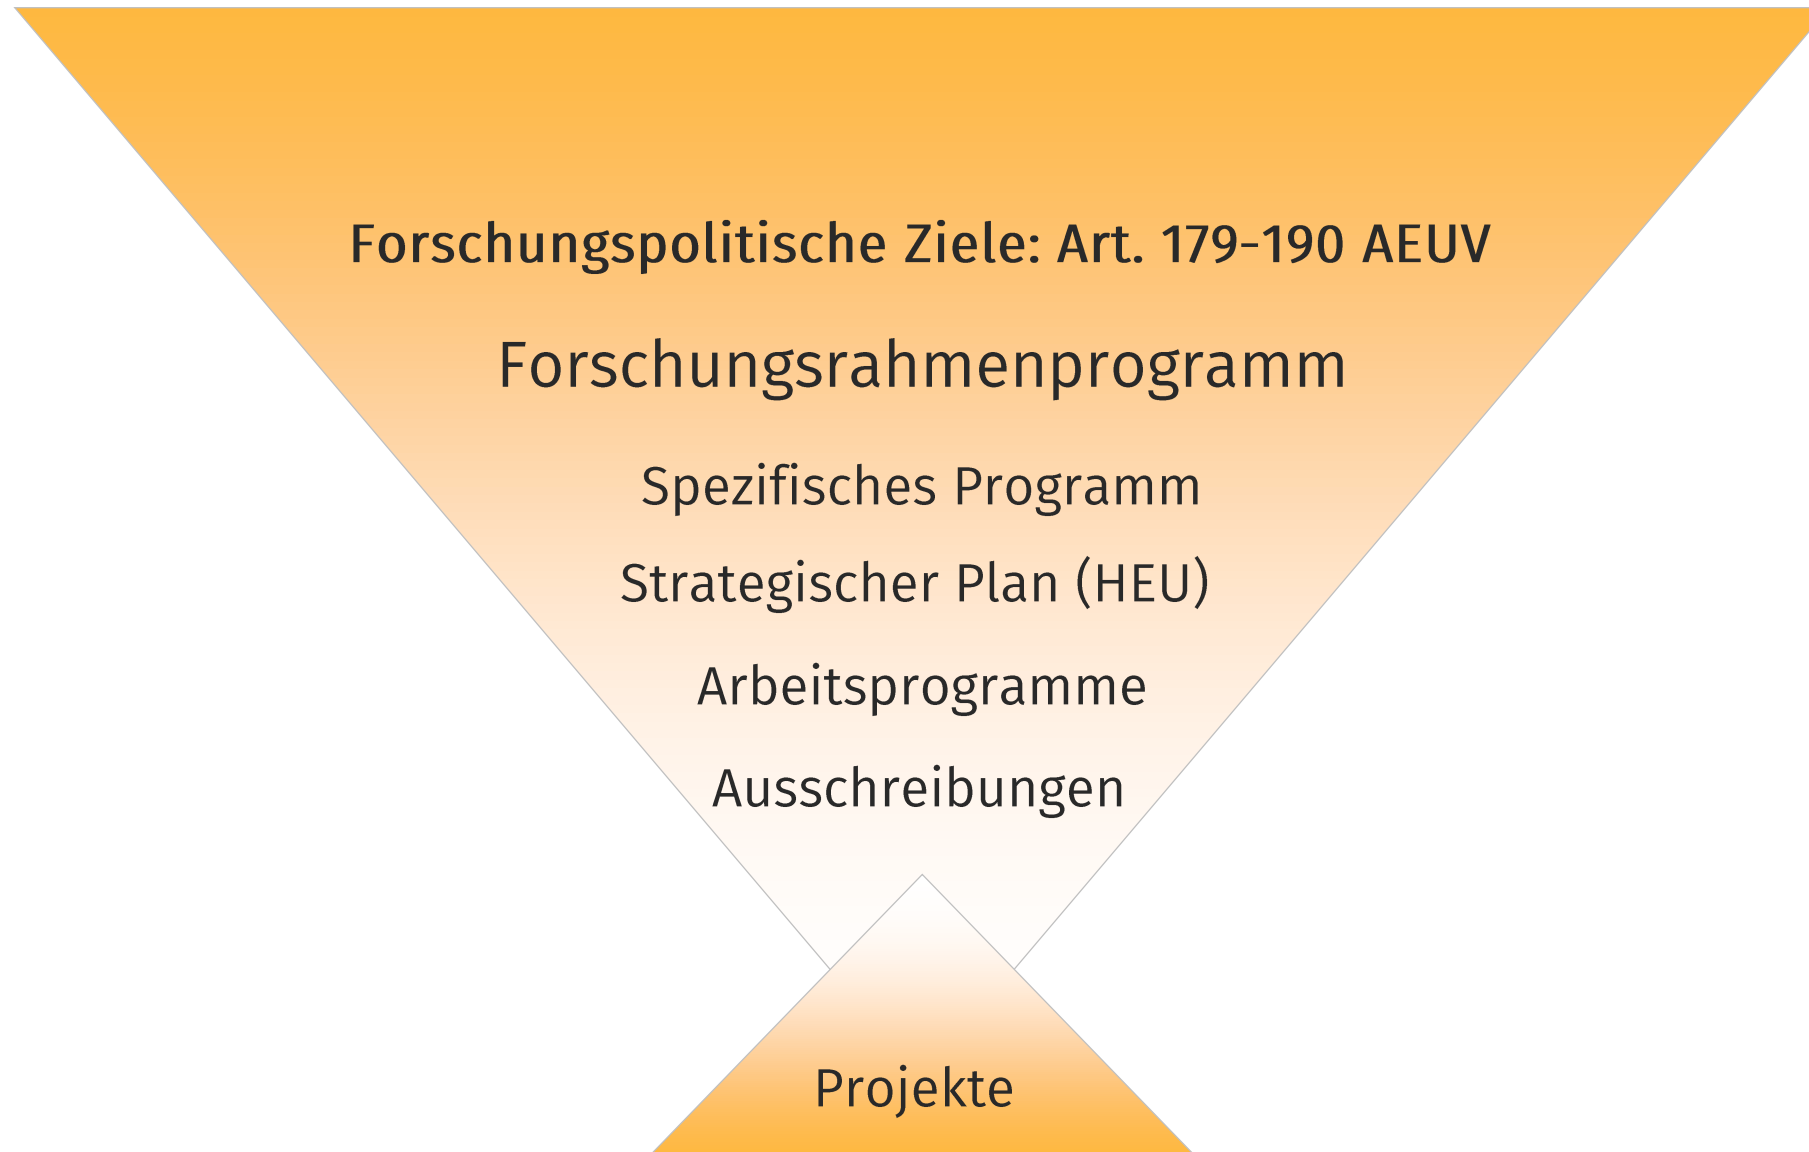 Forschungspolitische Ziele: Art. 179-190 AEUV
Forschungsrahmenprogramm
Spezifisches Programm
Strategischer Plan (HEU)
Arbeitsprogramme
Ausschreibungen
Projekte